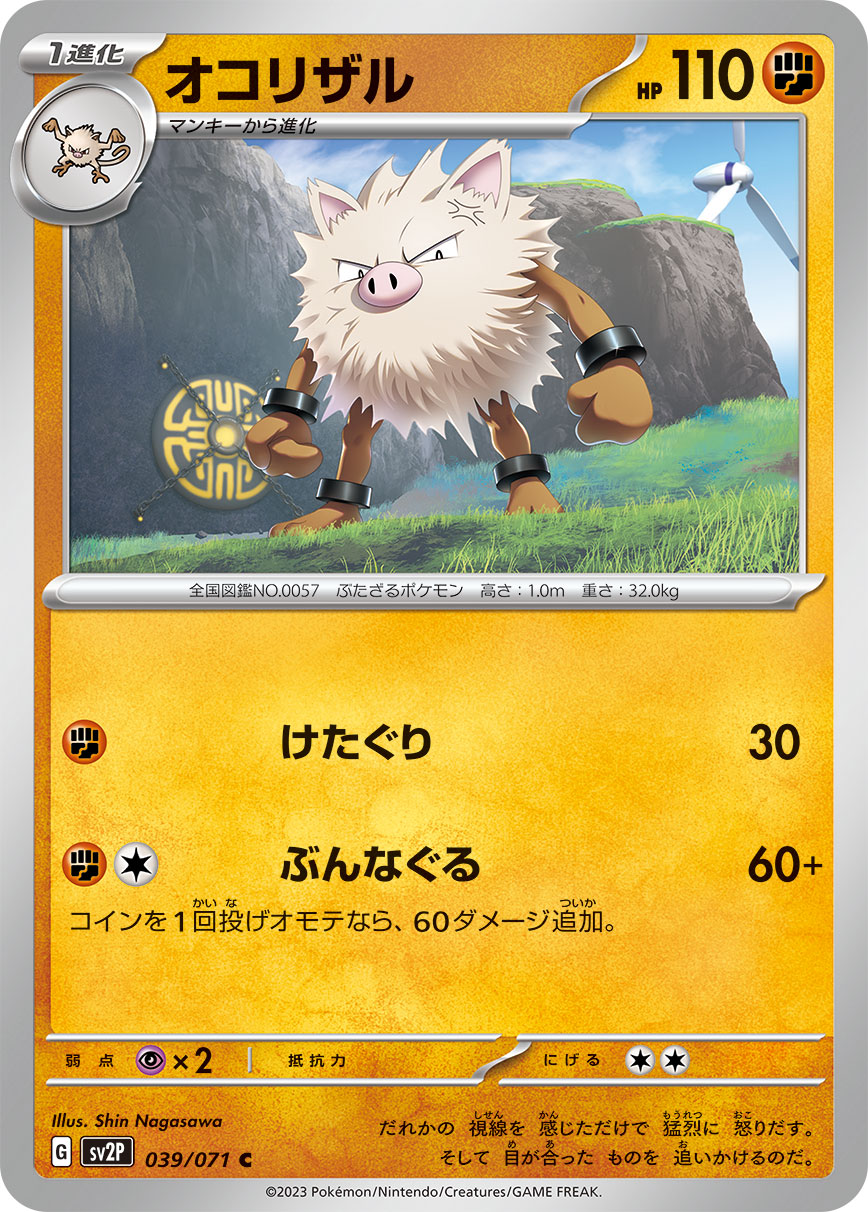 1進化
オコリザル
HP 110
マンキーから進化
全国図鑑NO.0057 ぶたざるポケモン 高さ:1.0m 重さ:32.0kg
けたぐり 30
ぶんなぐる 60+
コインを1回投げオモテなら、60ダメージ追加。
弱点 ×2 抵抗力 にげる
Illus. Shin Nagasawa
だれかの 視線を 感じただけで 猛烈に 怒りだす。
そして 目が合った ものを 追いかけるのだ。
G sv2P 039/071 C
©2023 Pokémon/Nintendo/Creatures/GAME FREAK.